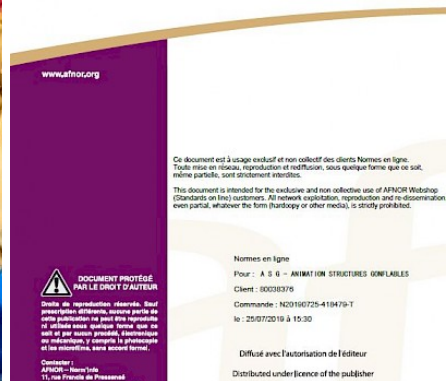 www.afnor.org
Ce document est à usage exclusif et non collectif des clients Normes en ligne.
Toute mise en réseau, reproduction et rediffusion, sous quelque forme que ce soit,
même partielle, sont strictement interdites.
This document is intended for the exclusive and non collective use of AFNOR Webshop
(Standards on line) customers. All network exploitation, reproduction and re-dissemination,
even partial, whatever the form (hardcopy or other media), is strictly prohibited.
DOCUMENT PROTÉGÉ
PAR LE DROIT D'AUTEUR
Droits de reproduction réservés. Sauf
prescription différente, aucune partie de
cette publication ne peut être reproduite
ni utilisée sous quelque forme que ce
soit et par aucun procédé, électronique
ou mécanique, y compris la photocopie
et les microfilms, sans accord formel.
Contacter :
AFNOR – Norm'Info
11, rue Francis de Pressensé
Normes en ligne
Pour : A S G - ANIMATION STRUCTURES GONFLABLES
Client : 80038376
Commande : N20190725-418479-T
le : 25/07/2019 à 15:30
Diffusé avec l'autorisation de l'éditeur
Distributed under licence of the publisher